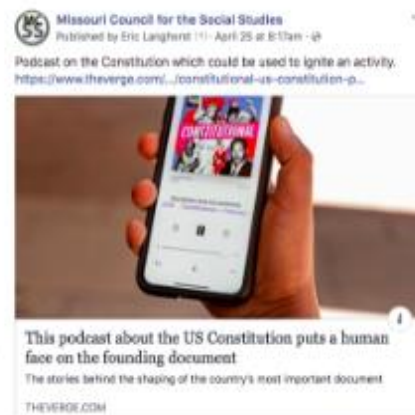 MC
SS
Missouri Council for the Social Studies
Published by Eric Langhorst · April 25 at 8:17am ·
Podcast on the Constitution which could be used to ignite an activity.
https://www.theverge.com/.../constitutional-us-constitution-p...
CONSTITUTIONAL
This podcast about the US Constitution puts a human
face on the founding document
The stories behind the shaping of the country's most important document
THEVERGE.COM